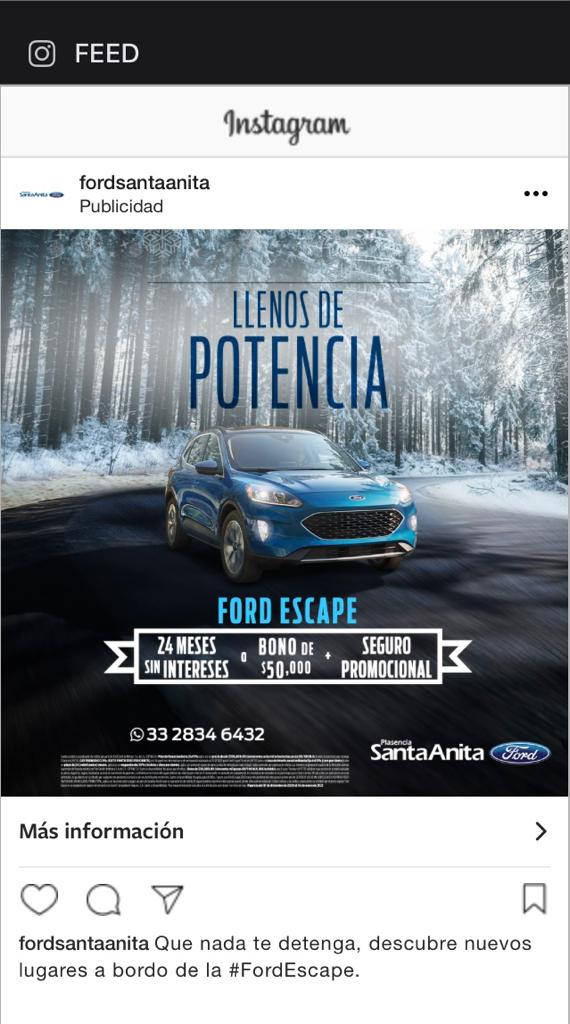 FEED
Instagram
SantaAnita Ford
fordsantaanita
Publicidad
LLENOS DE
POTENCIA
FORD ESCAPE
24 MESES
SIN INTERESES
o
BONO DE
$50,000
+
SEGURO
PROMOCIONAL
33 2834 6432
Plasencia
SantaAnita Ford
Más información
fordsantaanita Que nada te detenga, descubre nuevos
lugares a bordo de la #FordEscape.